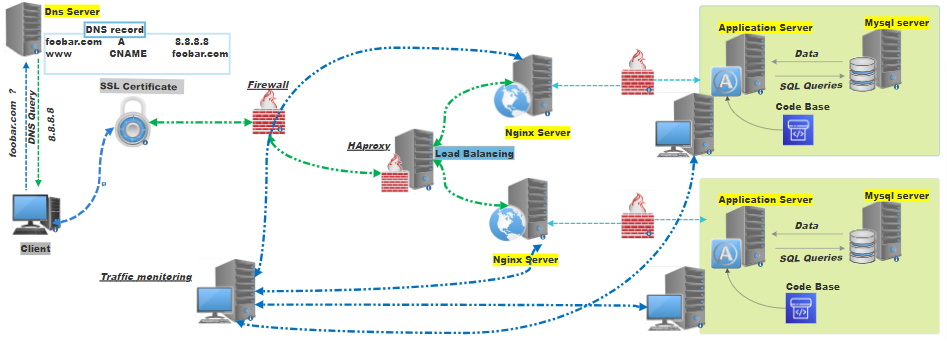 Dns Server
DNS record
foobar.com A 8.8.8.8
www CNAME foobar.com
foobar.com ?
DNS Query
8.8.8.8
Client
SSL Certificate
Firewall
HAproxy
Load Balancing
Nginx Server
Nginx Server
Traffic monitoring
Application Server
Mysql server
Data
SQL Queries
A
Code Base
Application Server
Mysql server
Data
SQL Queries
A
Code Base